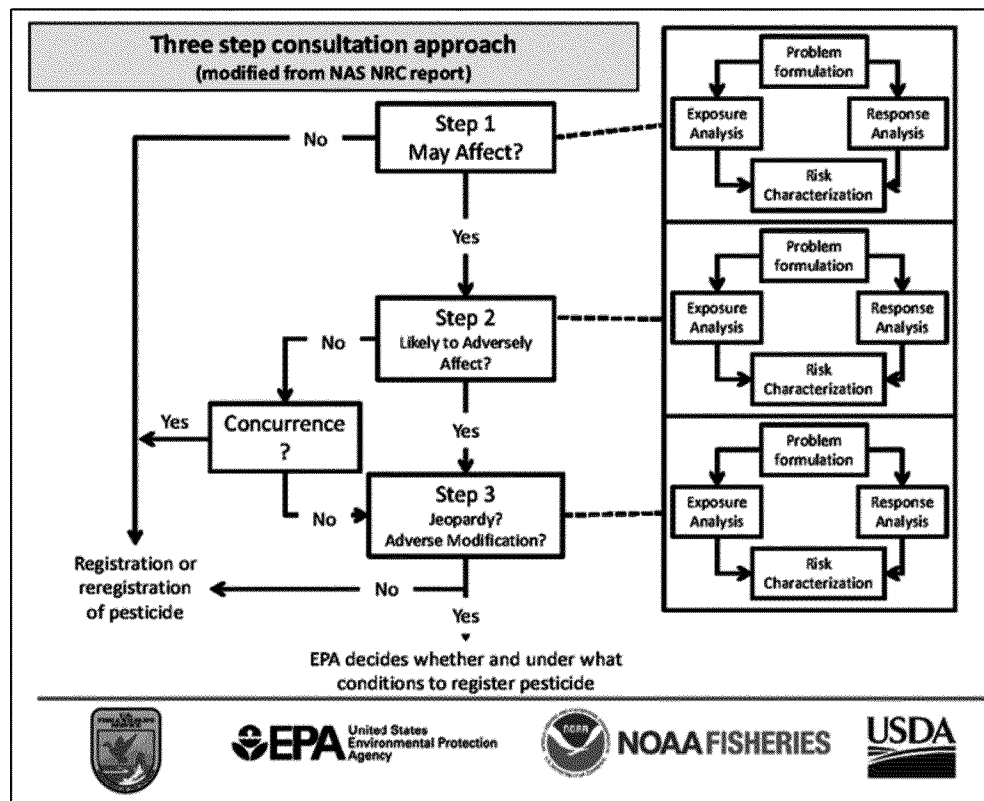 Three step consultation approach
(modified from NAS NRC report)
Step 1
May Affect?
No
Yes
Step 2
Likely to Adversely
Affect?
No
Yes
Concurrence
?
Yes
No
Step 3
Jeopardy?
Adverse Modification?
No
Yes
Registration or
reregistration
of pesticide
EPA decides whether and under what
conditions to register pesticide
Problem
formulation
Exposure
Analysis
Response
Analysis
Risk
Characterization
Problem
formulation
Exposure
Analysis
Response
Analysis
Risk
Characterization
Problem
formulation
Exposure
Analysis
Response
Analysis
Risk
Characterization
EPA
United States
Environmental Protection
Agency
NOAA FISHERIES
USDA